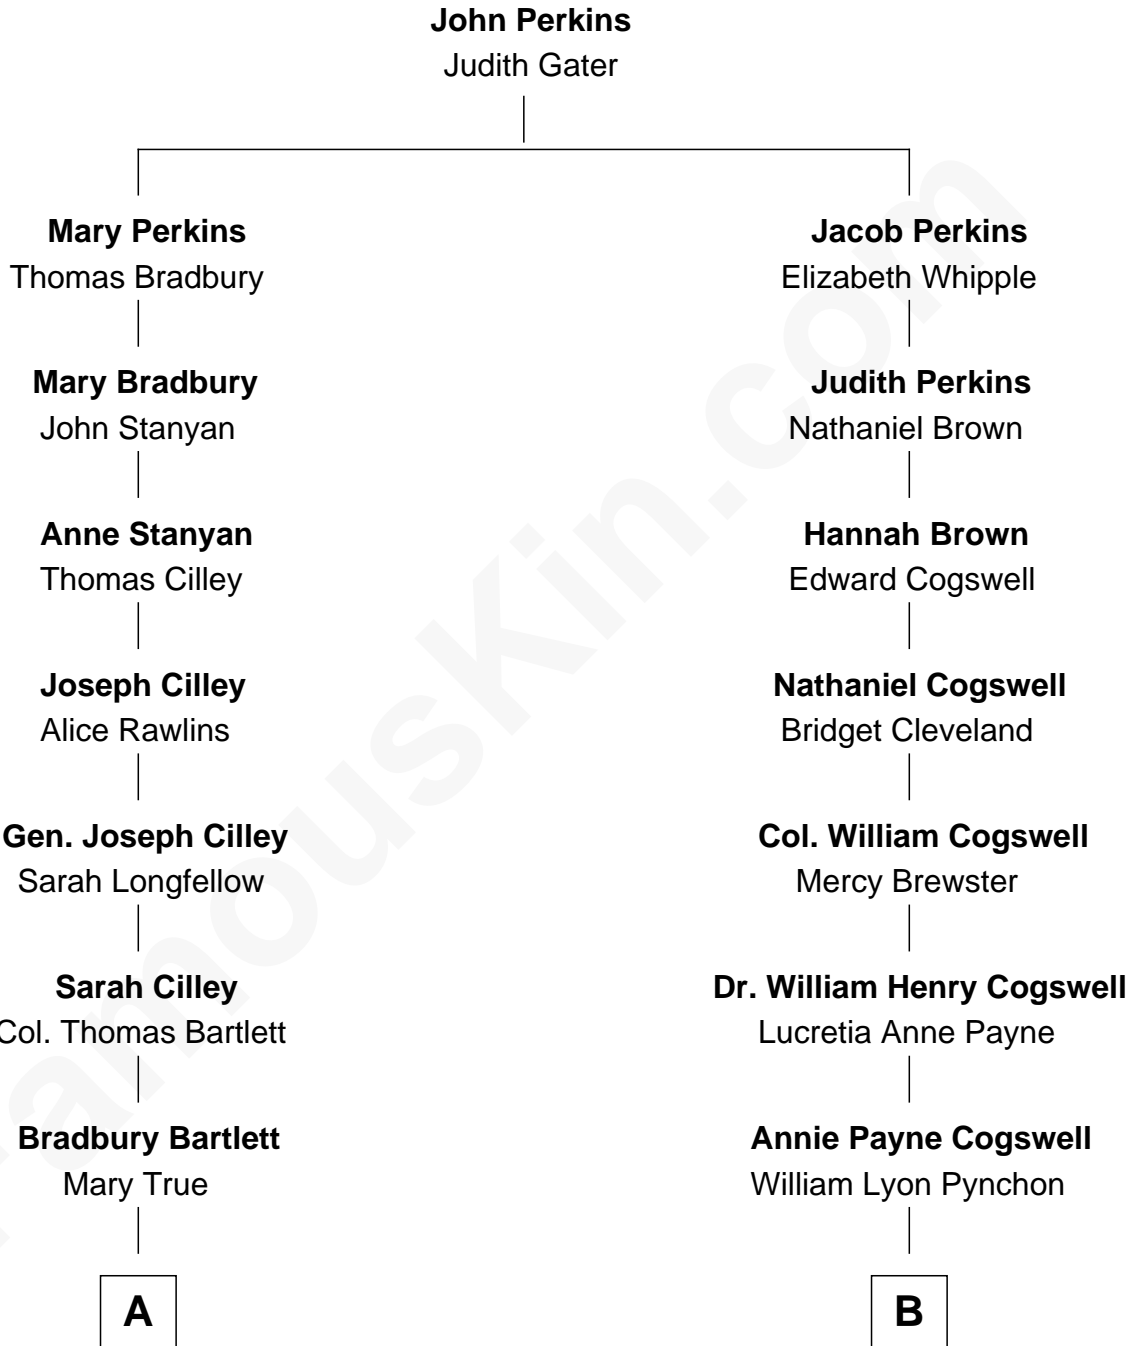 John Perkins
Judith Gater
Mary Perkins
Thomas Bradbury
Jacob Perkins
Elizabeth Whipple
Mary Bradbury
John Stanyan
Judith Perkins
Nathaniel Brown
Anne Stanyan
Thomas Cilley
Hannah Brown
Edward Cogswell
Joseph Cilley
Alice Rawlins
Nathaniel Cogswell
Bridget Cleveland
Gen. Joseph Cilley
Sarah Longfellow
Col. William Cogswell
Mercy Brewster
Sarah Cilley
Col. Thomas Bartlett
Dr. William Henry Cogswell
Lucretia Anne Payne
Bradbury Bartlett
Mary True
Annie Payne Cogswell
William Lyon Pynchon
A
B
FamousKin.com